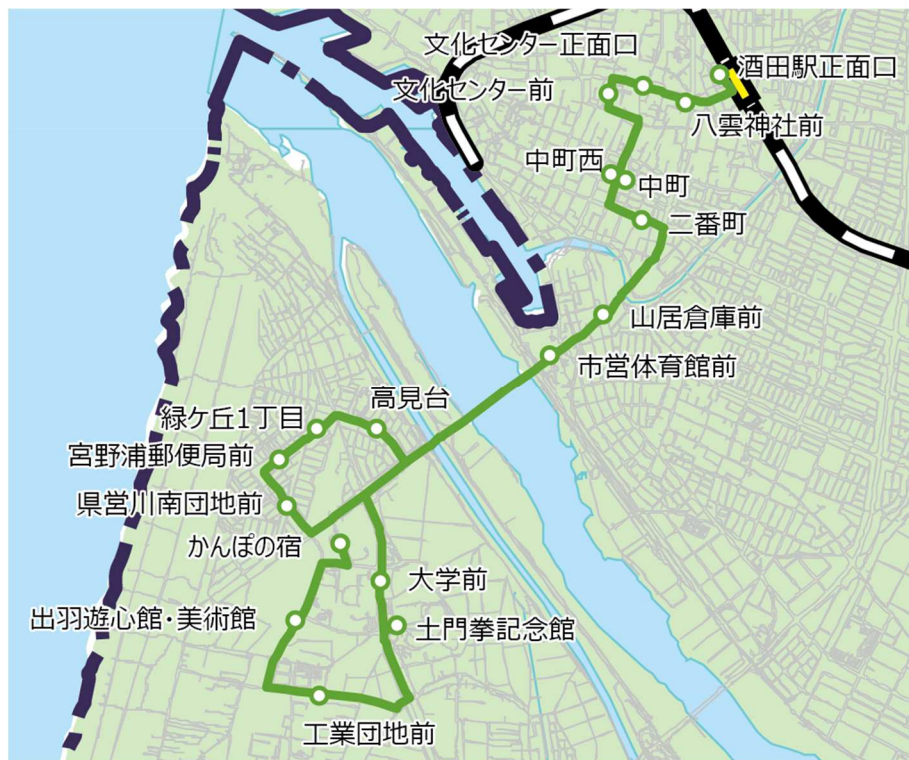 文化センター正面口
酒田駅正面口
文化センター前
八雲神社前
中町西
中町
二番町
山居倉庫前
市営体育館前
高見台
緑ケ丘1丁目
宮野浦郵便局前
県営川南団地前
かんぽの宿
大学前
出羽遊心館・美術館
土門拳記念館
工業団地前